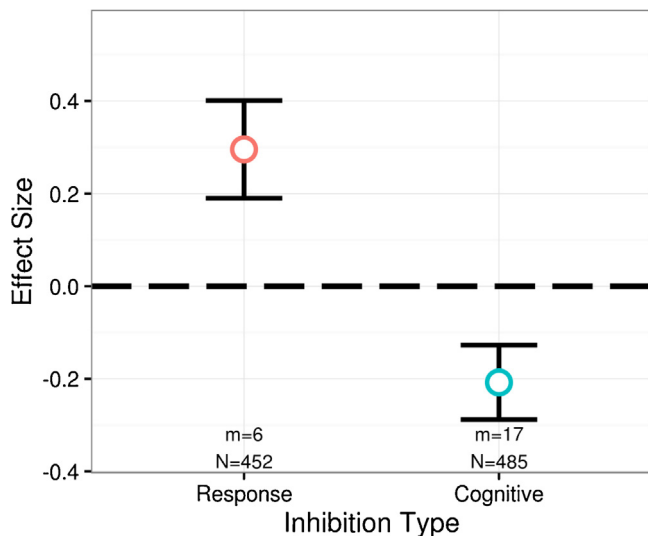 Effect Size
0.4
0.2
0.0
-0.2
-0.4
m=6
m=17
N=452
N=485
Response
Cognitive
Inhibition Type